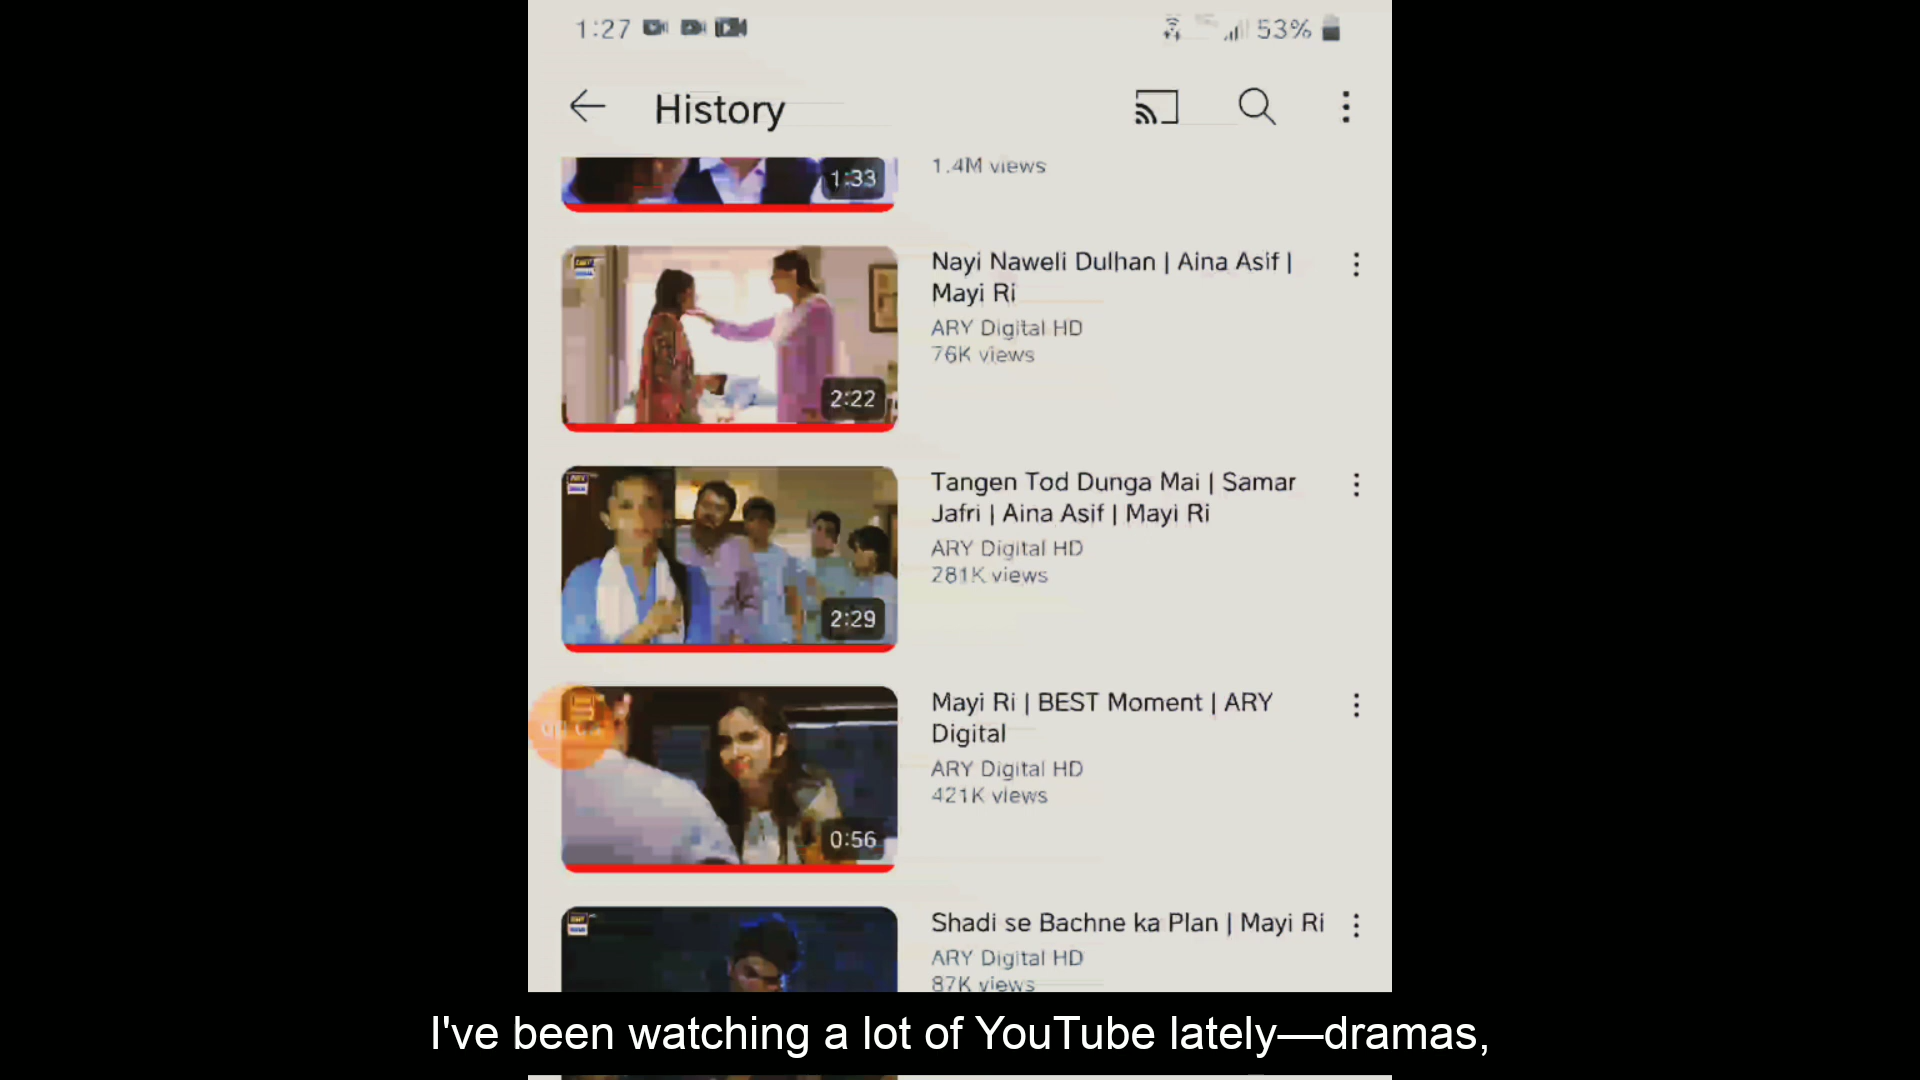 1:27
53%
History
1:33
1.4M views
2:22
Nayi Naweli Dulhan | Aina Asif |
Mayi Ri
ARY Digital HD
76K views
2:29
Tangen Tod Dunga Mai | Samar
Jafri | Aina Asif | Mayi Ri
ARY Digital HD
281K views
0:56
Mayi Ri | BEST Moment | ARY
Digital
ARY Digital HD
421K views
Shadi se Bachne ka Plan | Mayi Ri
ARY Digital HD
87K views
I've been watching a lot of YouTube lately—dramas,